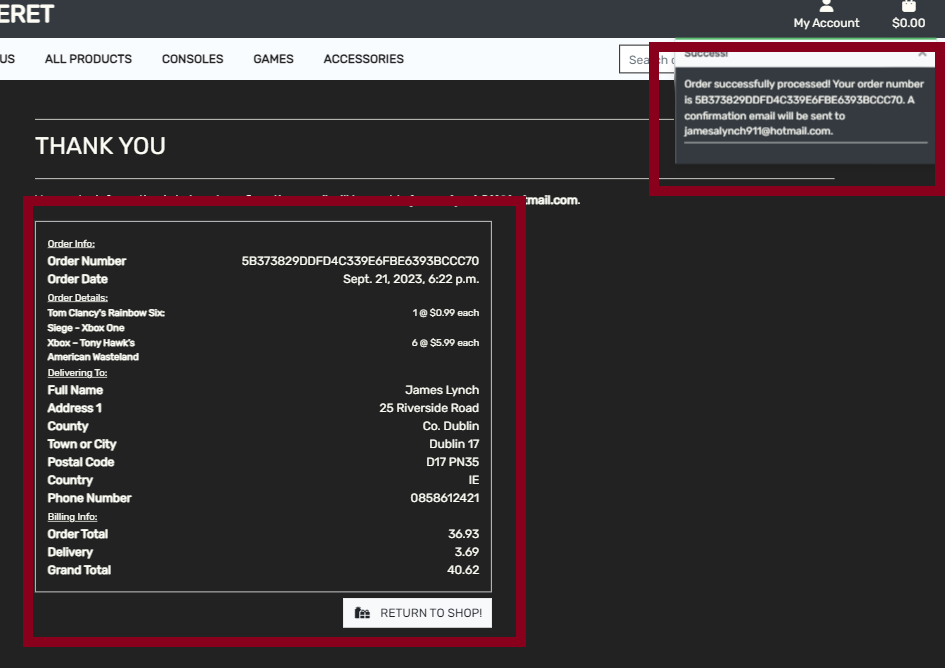 ERET
My Account $0.00
US ALL PRODUCTS CONSOLES GAMES ACCESSORIES
Search
Success!
Order successfully processed! Your order number
is 5B373829DDFD4C339E6FBE6393BCCC70. A
confirmation email will be sent to
jamesalynch911@hotmail.com.
THANK YOU
tmail.com.
Order Info:
Order Number 5B373829DDFD4C339E6FBE6393BCCC70
Order Date Sept. 21, 2023, 6:22 p.m.
Order Details:
Tom Clancy's Rainbow Six: 1 @ $0.99 each
Siege – Xbox One
Xbox – Tony Hawk's 6 @ $5.99 each
American Wasteland
Delivering To:
Full Name James Lynch
Address 1 25 Riverside Road
County Co. Dublin
Town or City Dublin 17
Postal Code D17 PN35
Country IE
Phone Number 0858612421
Billing Info:
Order Total 36.93
Delivery 3.69
Grand Total 40.62
RETURN TO SHOP!